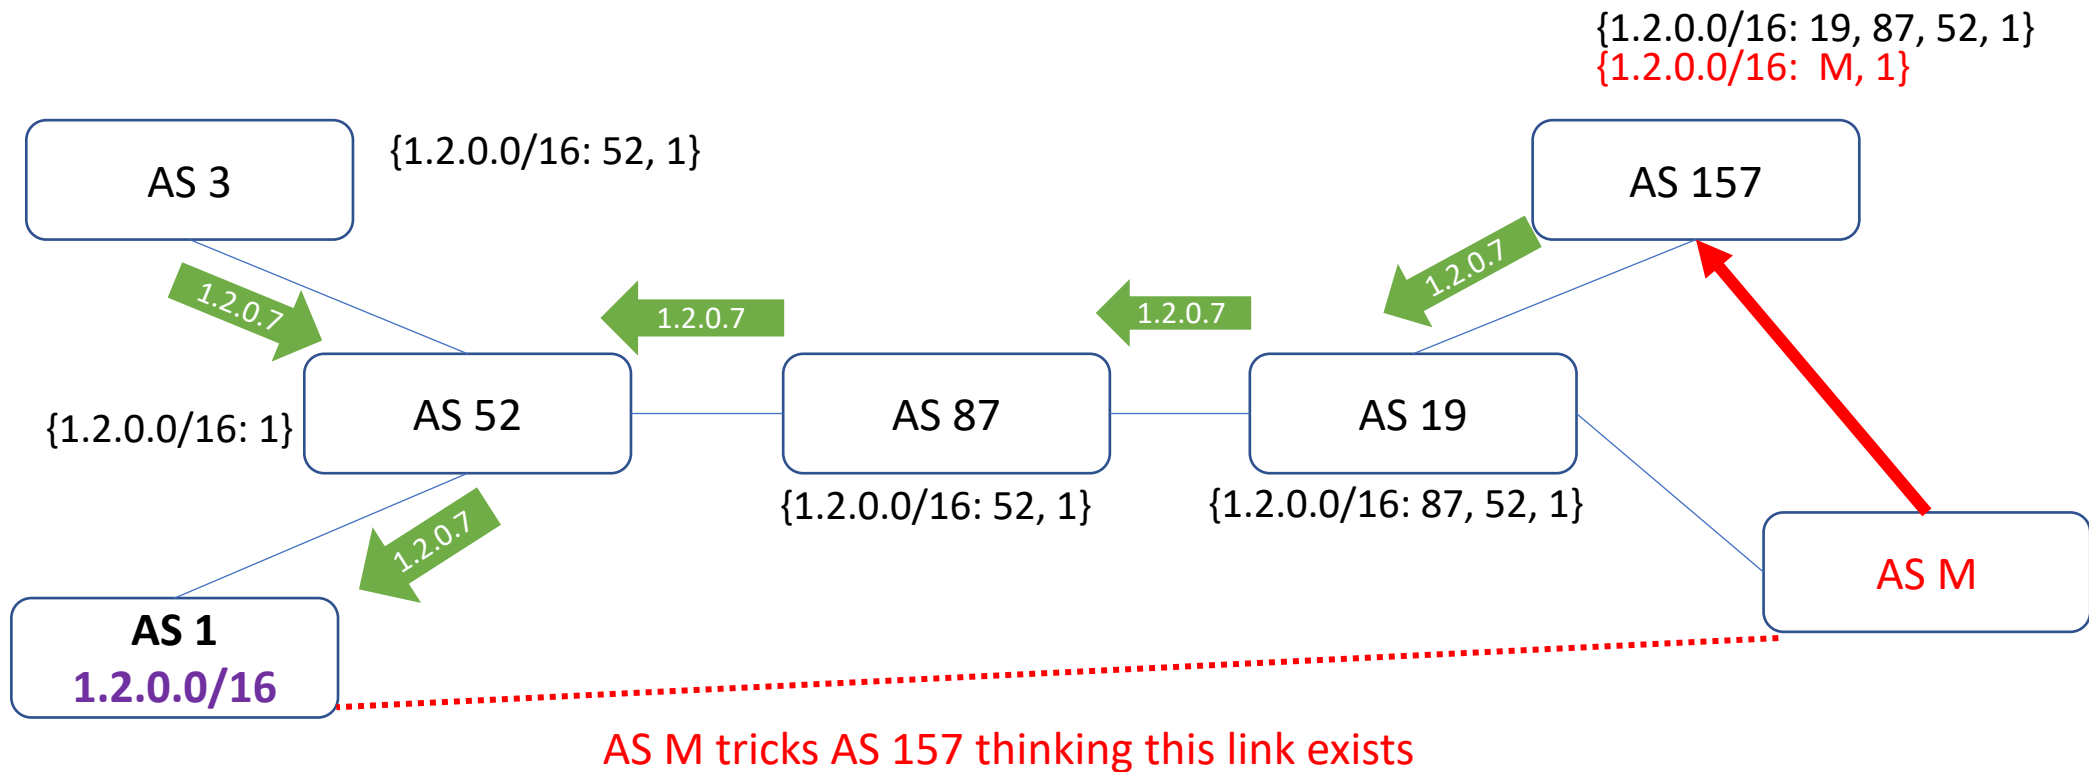 {1.2.0.0/16: 19, 87, 52, 1}
{1.2.0.0/16: M, 1}
AS 3
{1.2.0.0/16: 52, 1}
AS 157
1.2.0.7
1.2.0.7
1.2.0.7
1.2.0.7
{1.2.0.0/16: 1}
AS 52
AS 87
AS 19
{1.2.0.0/16: 52, 1}
{1.2.0.0/16: 87, 52, 1}
1.2.0.7
AS M
AS 1
1.2.0.0/16
AS M tricks AS 157 thinking this link exists